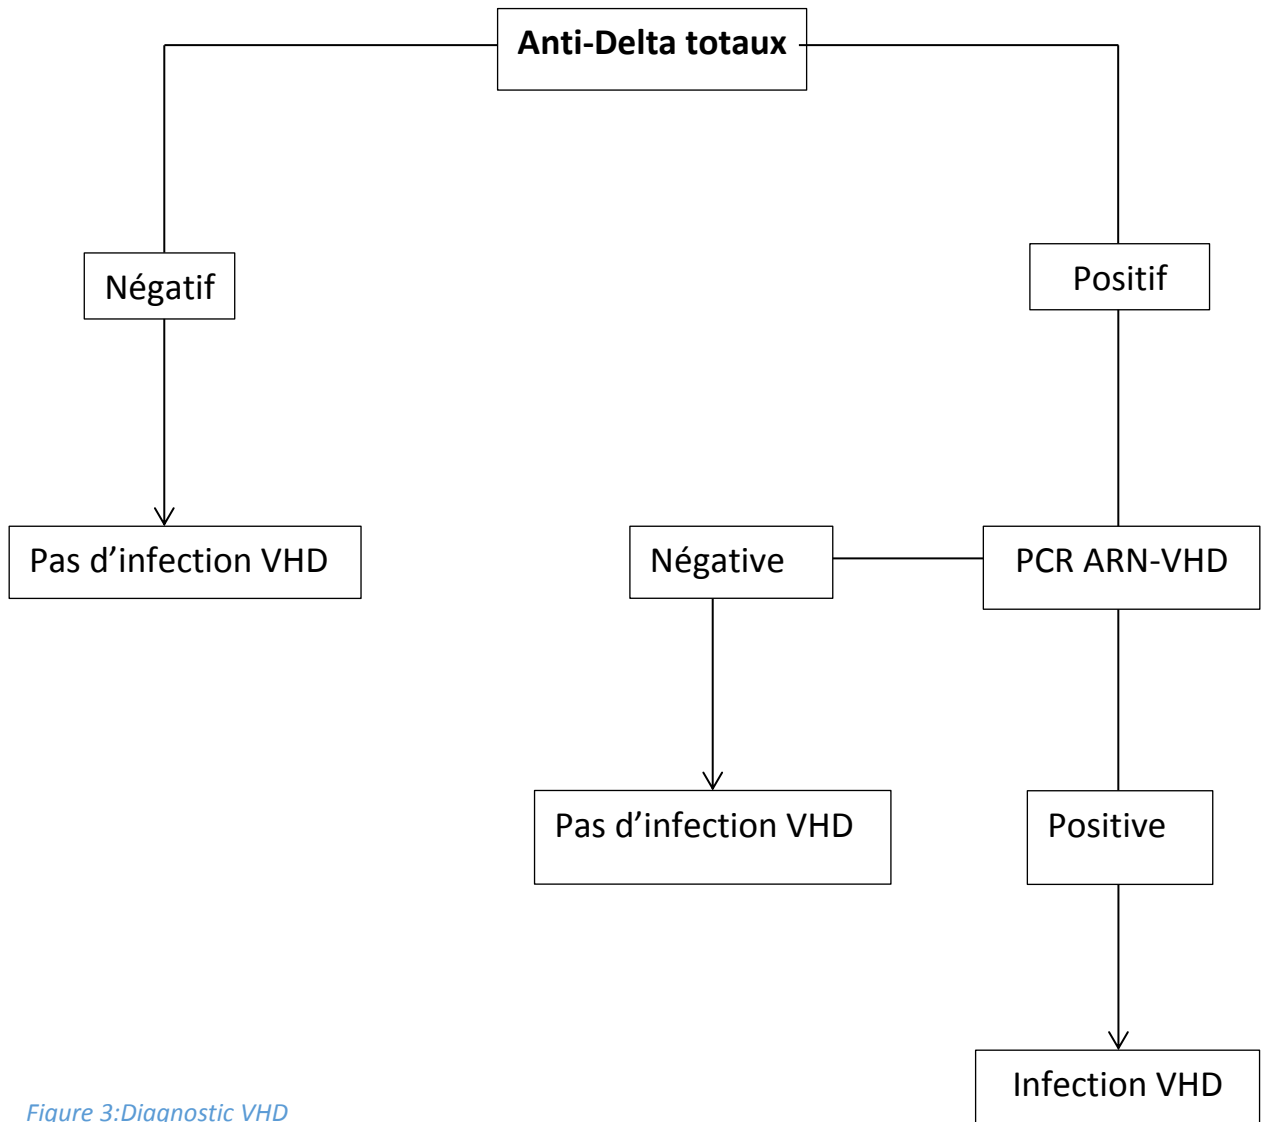 Anti-Delta totaux
Négatif
Positif
Pas d’infection VHD
Négative
PCR ARN-VHD
Pas d’infection VHD
Positive
Infection VHD
Figure 3:Diagnostic VHD